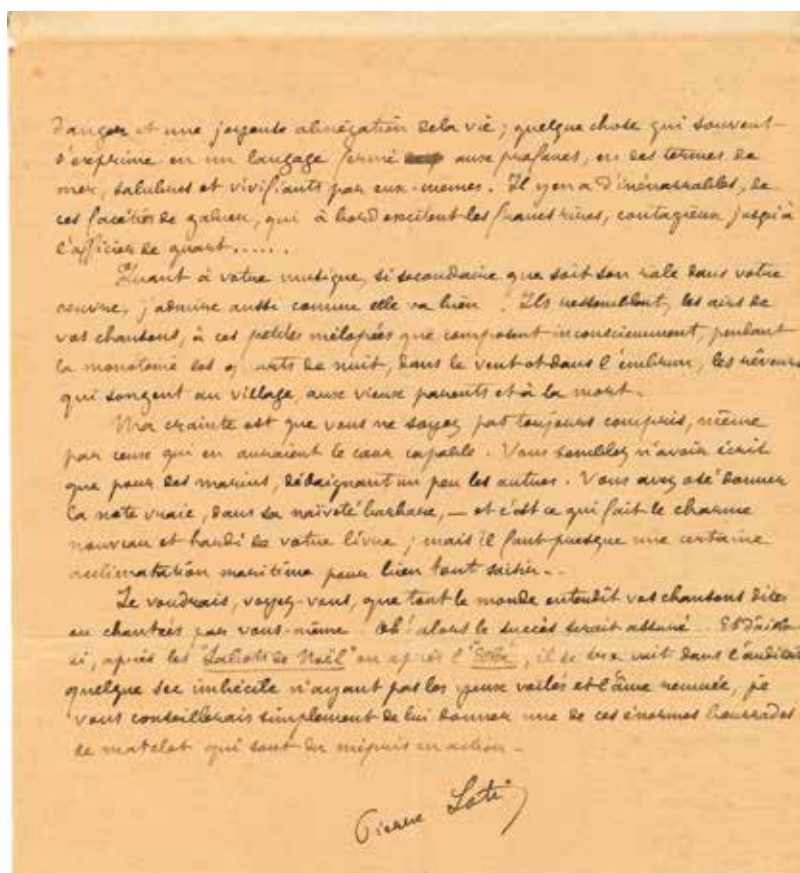 danger et une joyeuse abnégation de la vie ; quelque chose qui souvent
s'exprime en un langage fermé aux profanes, en des termes de
mer, salubres et vivifiants par eux-mêmes. Il y en a d'inénarrables, de
ces facéties de gabier, qui à bord excitent les francs rires, contagieux jusqu'à
l'officier de quart.....
Quant à votre musique, si secondaire que soit son rôle dans votre
œuvre, j'admire aussi comme elle va bien ! Ils ressemblent, les airs de
vos chansons, à ces petites mélopées que composent inconsciemment, pendant
la monotonie des quarts de nuit, dans le vent et dans l'embrun, les rêveurs
qui songent au village, aux vieux parents et à la mort.
Ma crainte est que vous ne soyez pas toujours compris, même
par ceux qui en auraient le cœur capable. Vous semblez n'avoir écrit
que pour des marins, dédaignant un peu les autres. Vous avez osé donner
la note vraie, dans sa naïveté barbare, — et c'est ce qui fait le charme
nouveau et hardi de votre livre ; mais il faut presque une certaine
acclimatation maritime pour bien tout saisir..
Je voudrais, voyez-vous, que tout le monde entendît vos chansons dites
ou chantées par vous-même. Oh ! alors le succès serait assuré. Et
si, après les "Sabots de Noël" ou après l', il se trouvait dans l'auditoire
quelque sec imbécile n'ayant pas les yeux voilés et l'âme remuée, je
vous conseillerais simplement de lui donner une de ces énormes bourrades
de matelot qui sont du mépris en action.
Pierre Loti